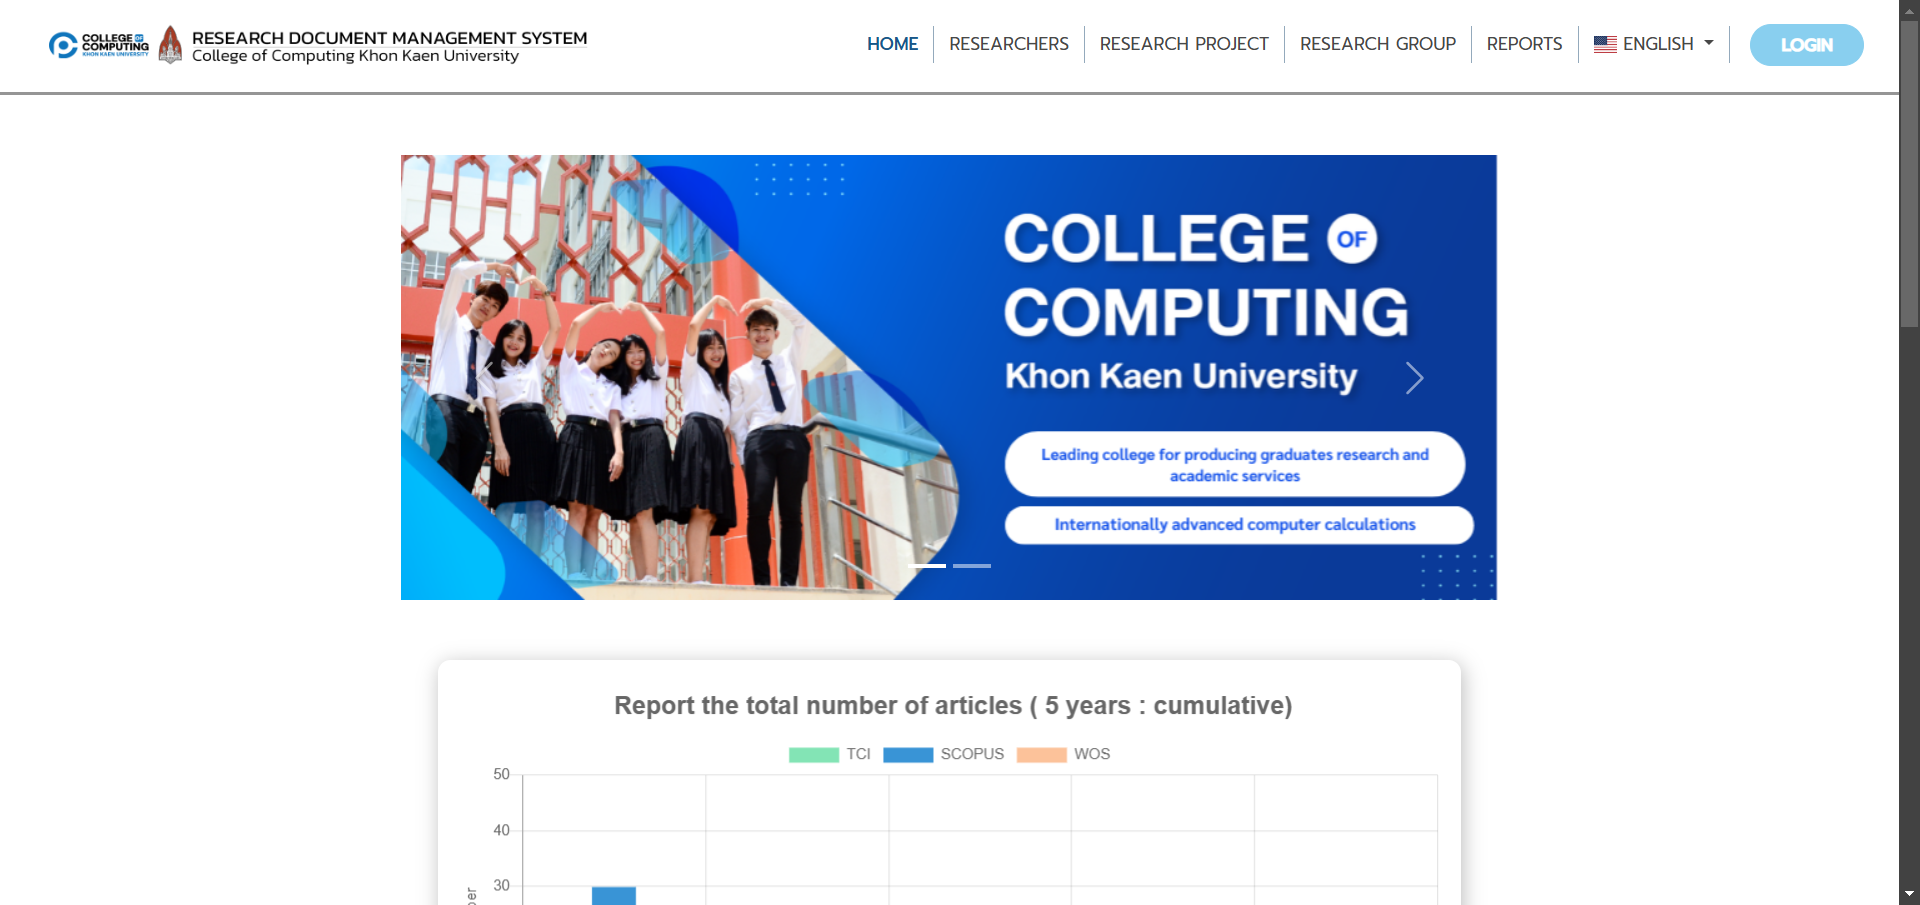 COLLEGE OF
COMPUTING
KHON KAEN UNIVERSITY
RESEARCH DOCUMENT MANAGEMENT SYSTEM
College of Computing Khon Kaen University
HOME
RESEARCHERS
RESEARCH PROJECT
RESEARCH GROUP
REPORTS
ENGLISH
LOGIN
COLLEGE OF
COMPUTING
Khon Kaen University
Leading college for producing graduates research and
academic services
Internationally advanced computer calculations
Report the total number of articles ( 5 years : cumulative)
TCI
SCOPUS
WOS
50
40
30